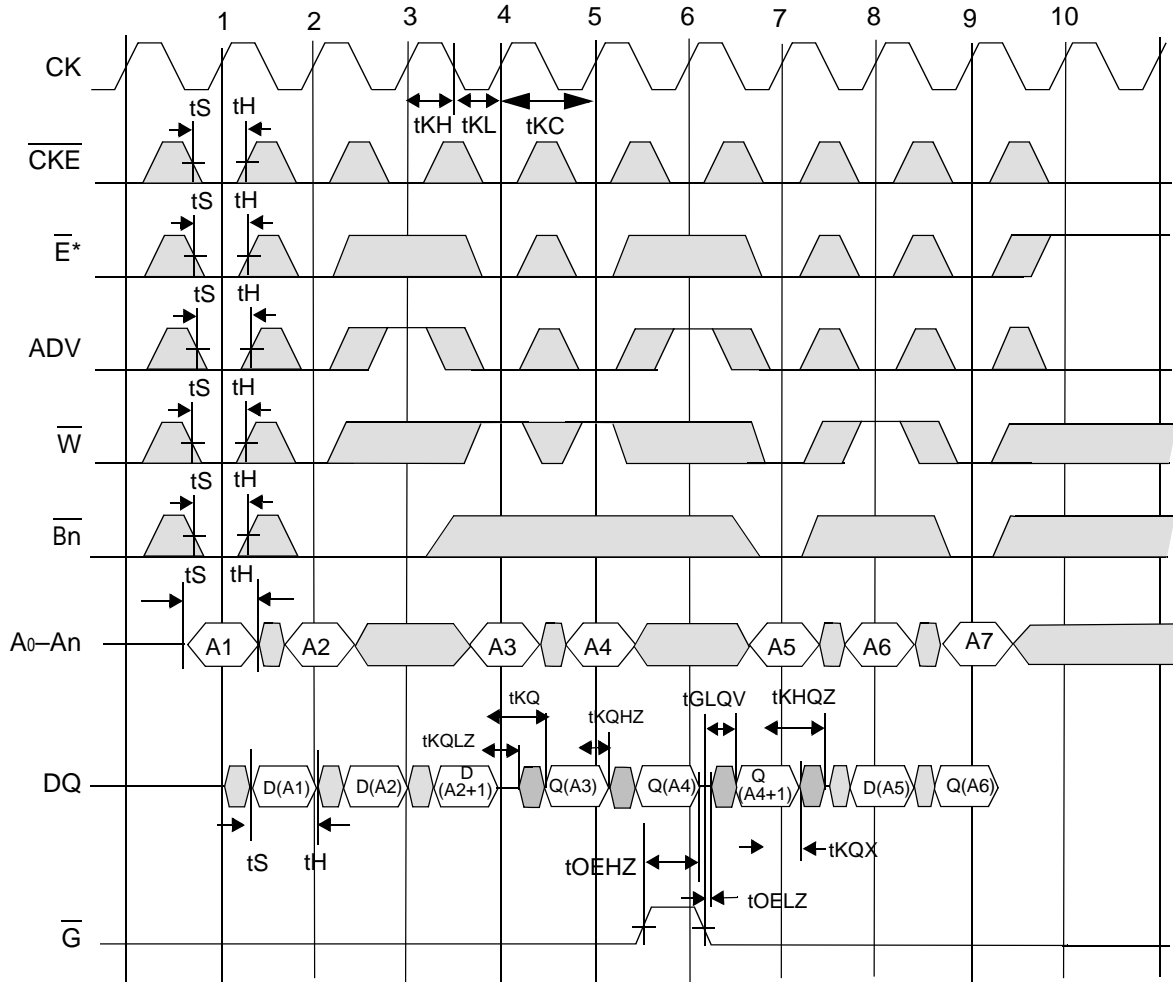 1 2 3 4 5 6 7 8 9 10
CK
tKH tKL tKC
tS tH
CKE
tS tH
E*
tS tH
ADV
tS tH
W
tS tH
Bn
tS tH
A0–An
A1 A2 A3 A4 A5 A6 A7
tKQ tGLQV tKHQZ
tKQLZ tKQHZ
DQ
D(A1) D(A2) D
(A2+1) Q(A3) Q(A4) Q
(A4+1) D(A5) Q(A6)
tS tH tOEHZ tKQX
tOELZ
G